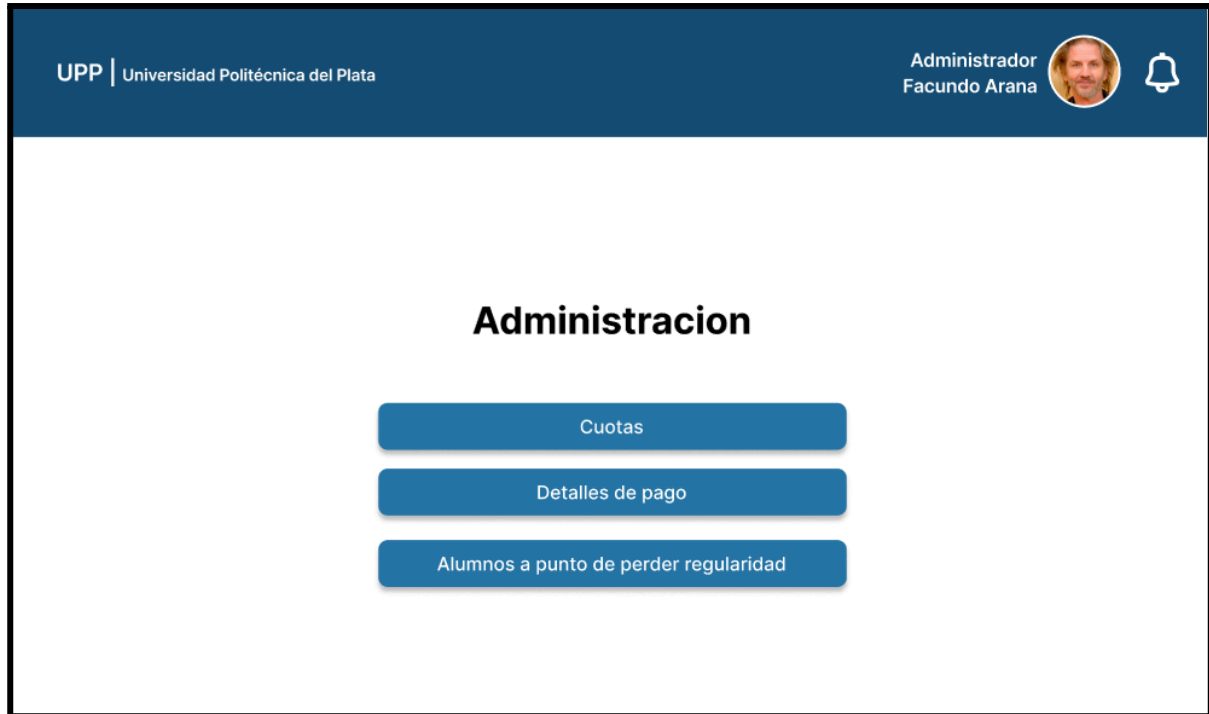 UPP | Universidad Politécnica del Plata
Administrador
Facundo Arana
Administracion
Cuotas
Detalles de pago
Alumnos a punto de perder regularidad